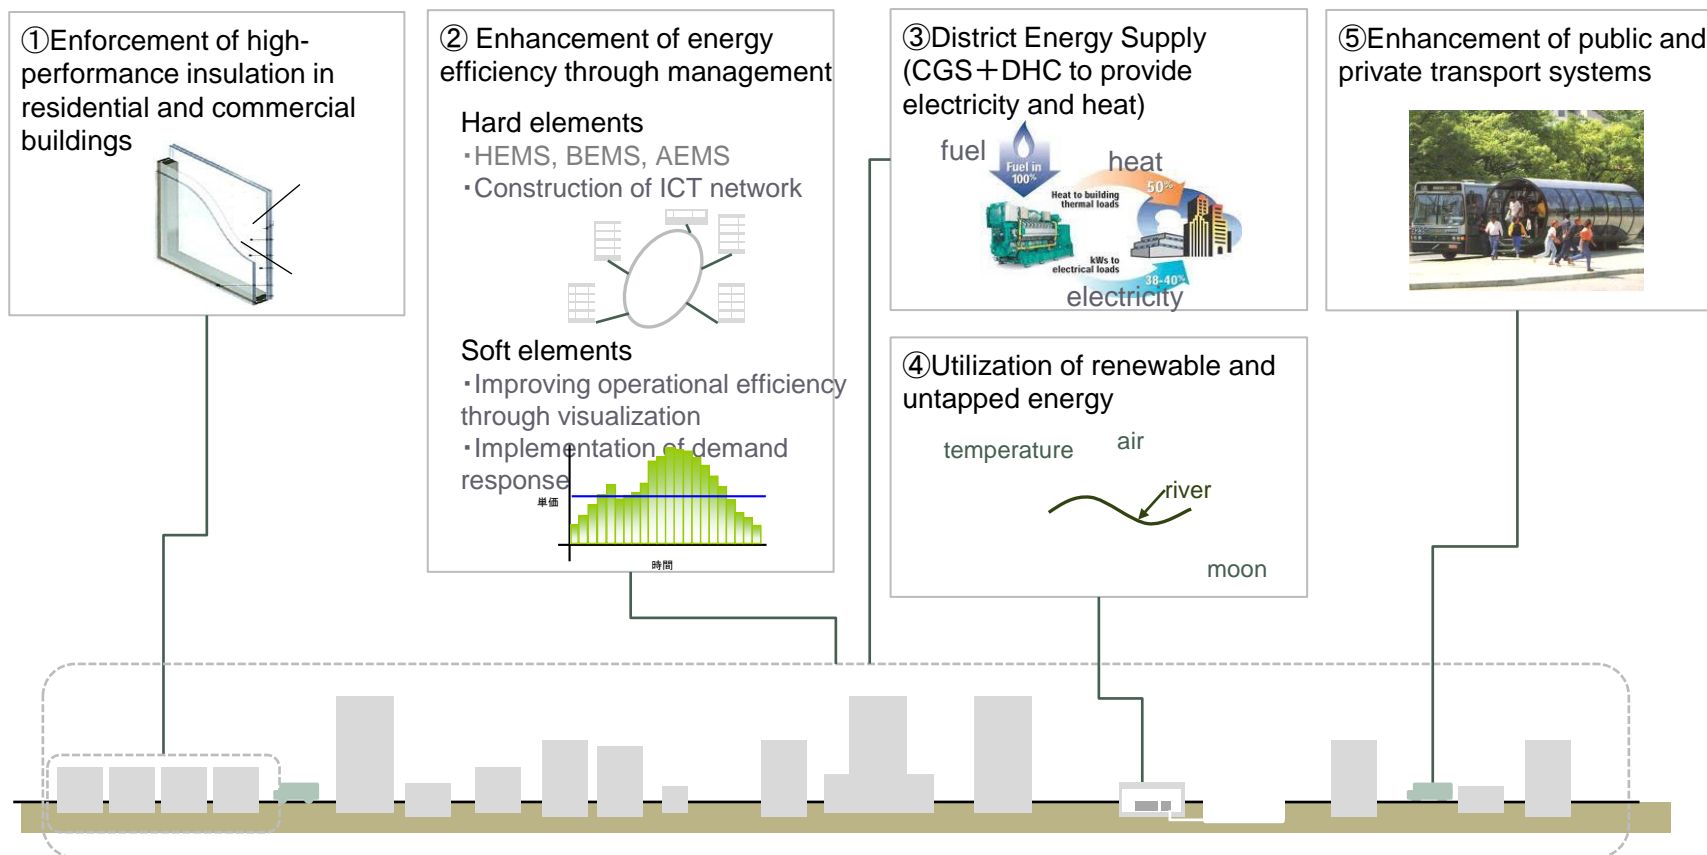 ①Enforcement of high-
performance insulation in
residential and commercial
buildings
② Enhancement of energy
efficiency through management
Hard elements
・HEMS, BEMS, AEMS
・Construction of ICT network
Soft elements
・Improving operational efficiency
through visualization
・Implementation of demand
response
単価
時間
③District Energy Supply
(CGS＋DHC to provide
electricity and heat)
fuel
Fuel in
100%
heat
50%
Heat to building
thermal loads
kWs to
electrical loads
38-40%
electricity
④Utilization of renewable and
untapped energy
temperature
air
river
moon
⑤Enhancement of public and
private transport systems